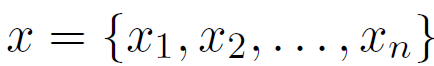 x = {x₁, x₂, . . . , xₙ}